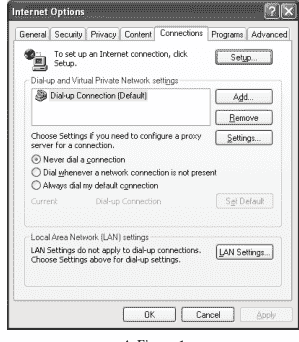 Internet Options
General Security Privacy Content Connections Programs Advanced
To set up an Internet connection, click
Setup.
Setup...
Dial-up and Virtual Private Network settings
Dial-up Connection (Default)
Add...
Remove
Choose Settings if you need to configure a proxy
server for a connection.
Settings...
Never dial a connection
Dial whenever a network connection is not present
Always dial my default connection
Current Dial-up Connection
Set Default
Local Area Network (LAN) settings
LAN Settings do not apply to dial-up connections.
Choose Settings above for dial-up settings.
LAN Settings...
OK Cancel Apply